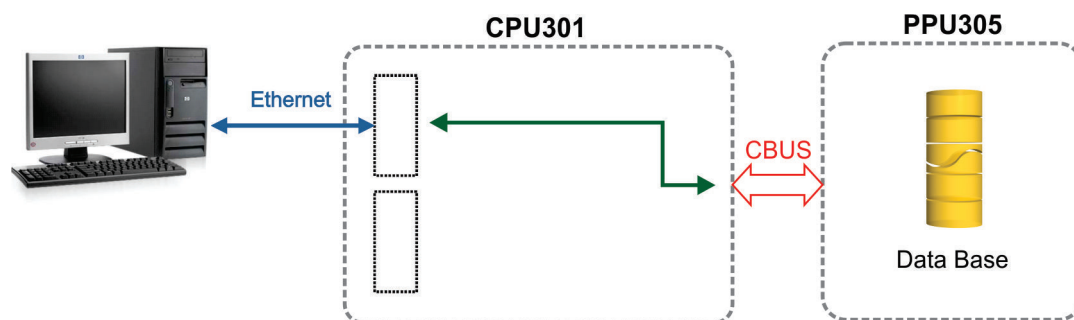 CPU301
PPU305
Ethernet
CBUS
Data Base